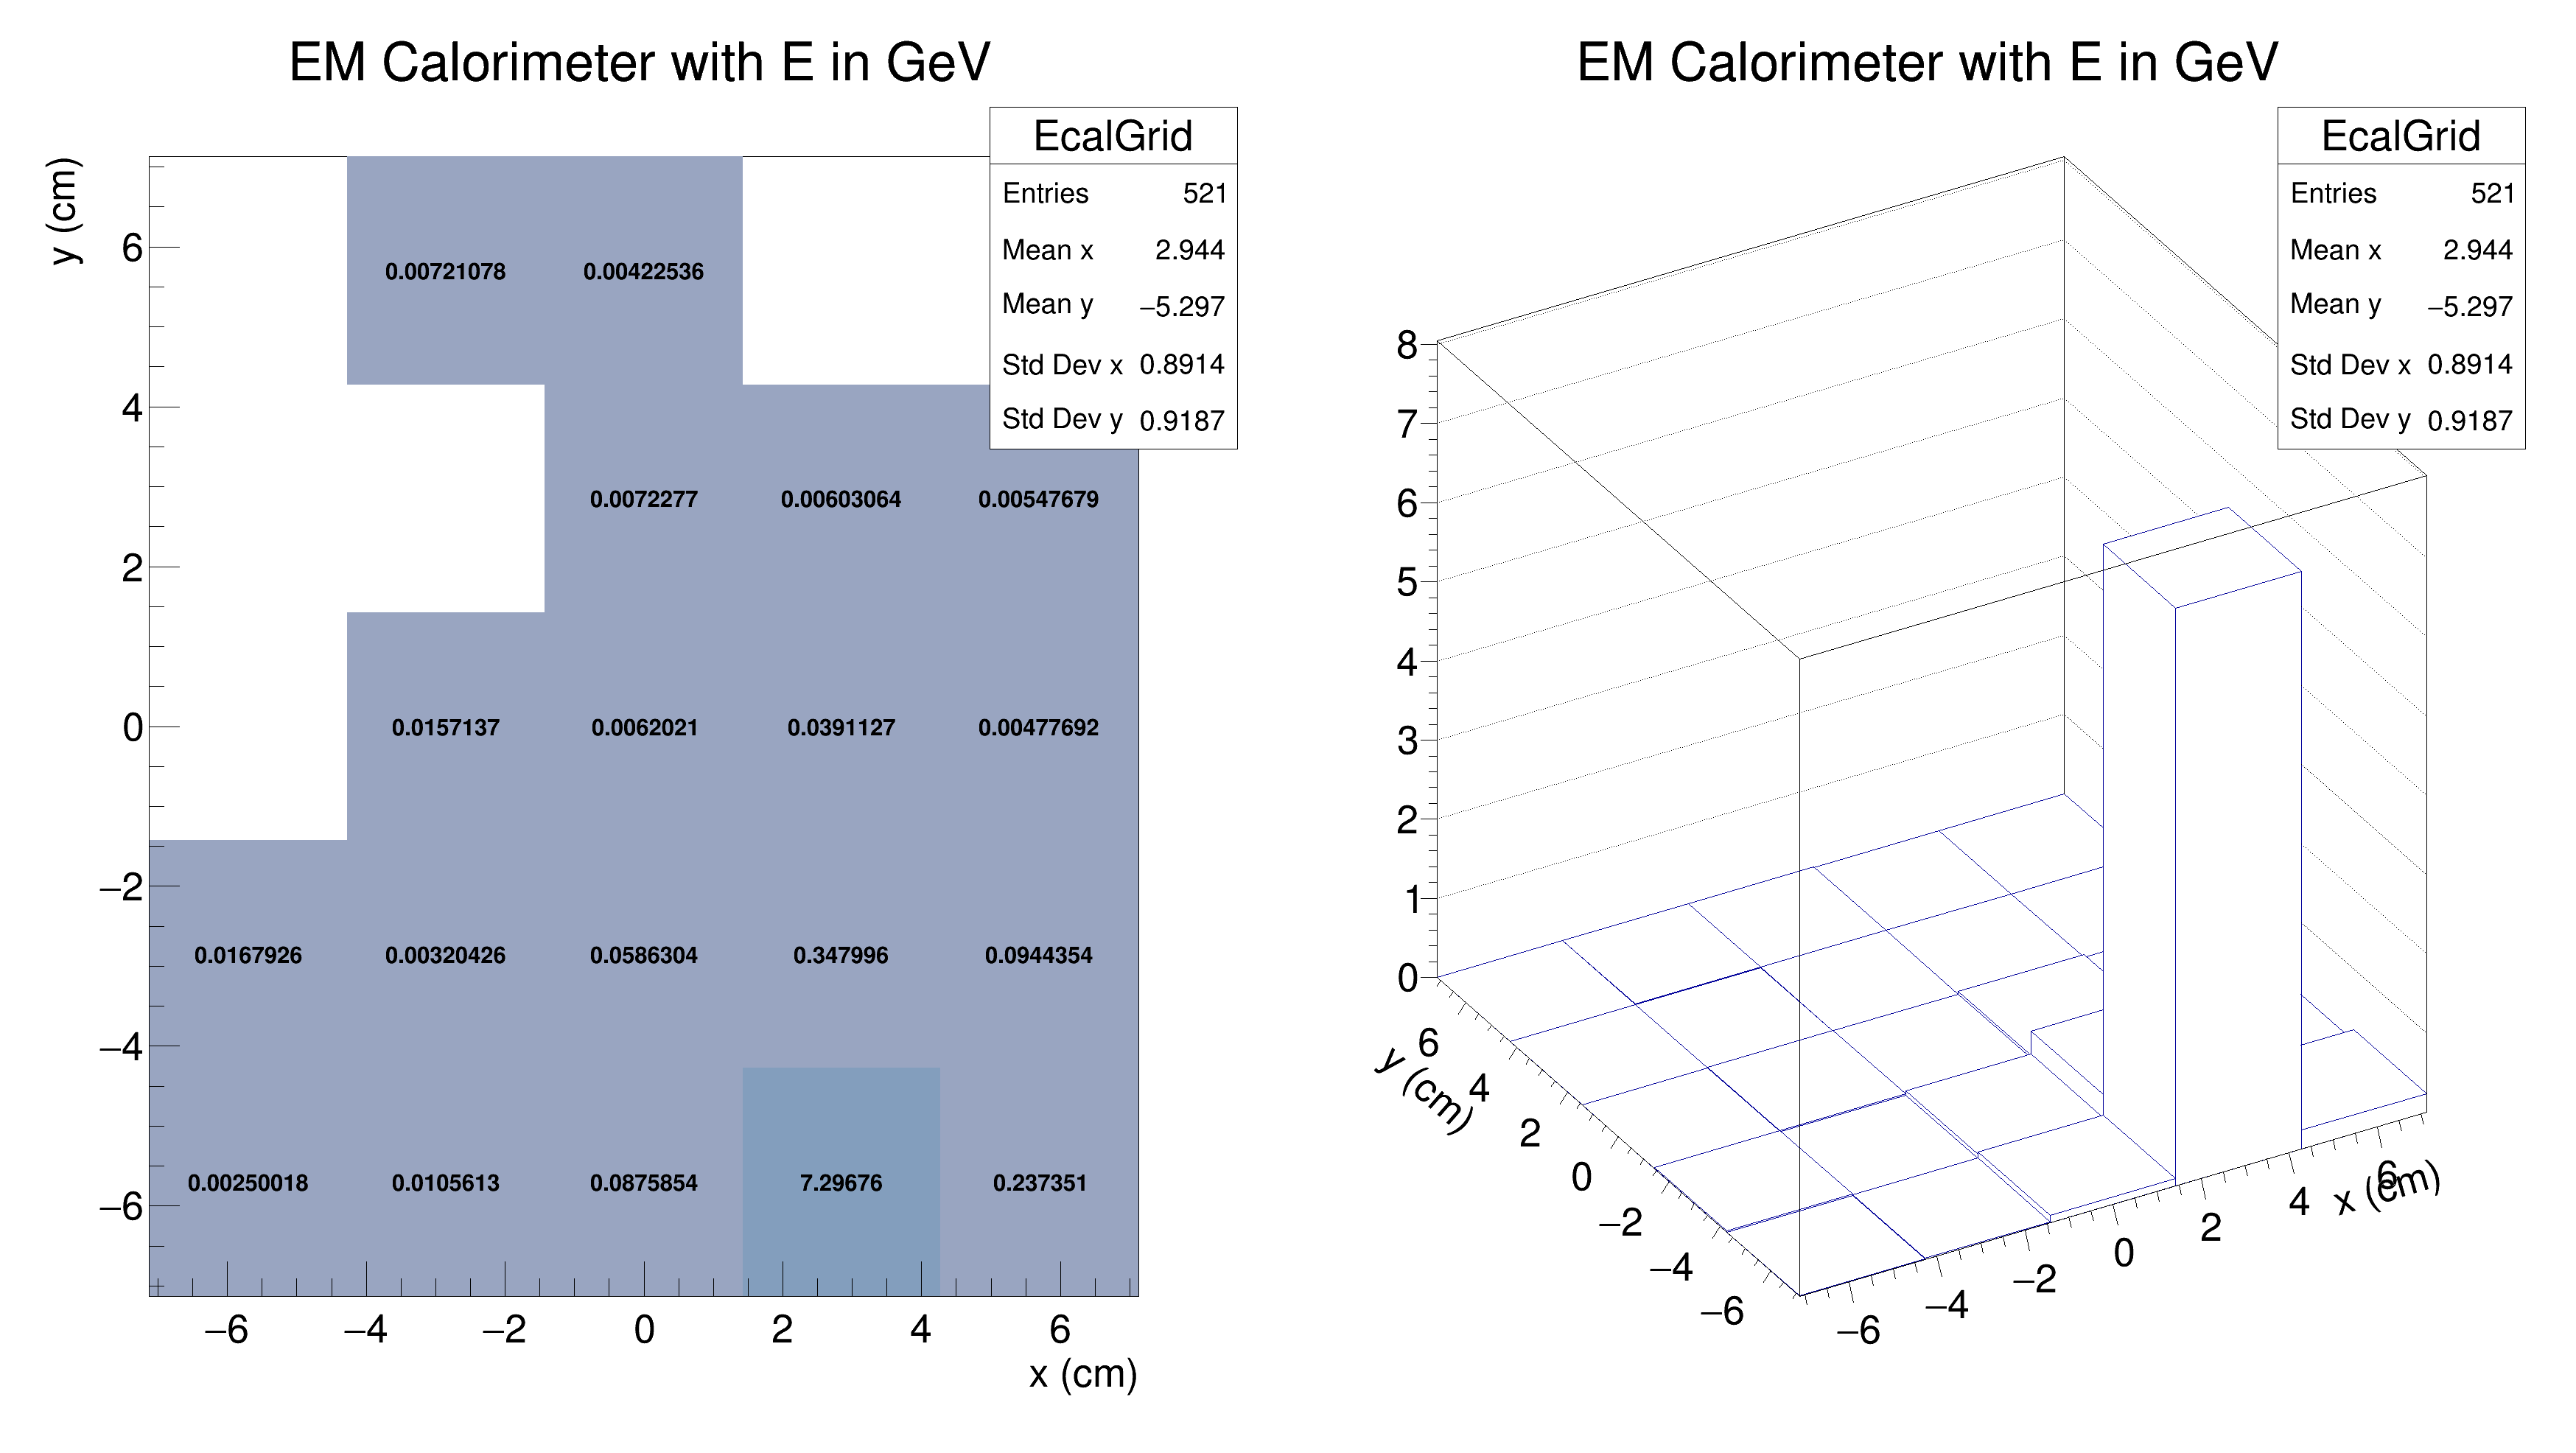 EM Calorimeter with E in GeV
EcalGrid
Entries 521
Mean x 2.944
Mean y −5.297
Std Dev x 0.8914
Std Dev y 0.9187
y (cm)
6
4
2
0
−2
−4
−6
0.00721078 0.00422536
0.0072277 0.00603064 0.00547679
0.0157137 0.0062021 0.0391127 0.00477692
0.0167926 0.00320426 0.0586304 0.347996 0.0944354
0.00250018 0.0105613 0.0875854 7.29676 0.237351
−6 −4 −2 0 2 4 6
x (cm)
EM Calorimeter with E in GeV
EcalGrid
Entries 521
Mean x 2.944
Mean y −5.297
Std Dev x 0.8914
Std Dev y 0.9187
8
7
6
5
4
3
2
1
0
y (cm)
6
4
2
0
−2
−4
−6
−6 −4 −2 0 2 4 6
x (cm)